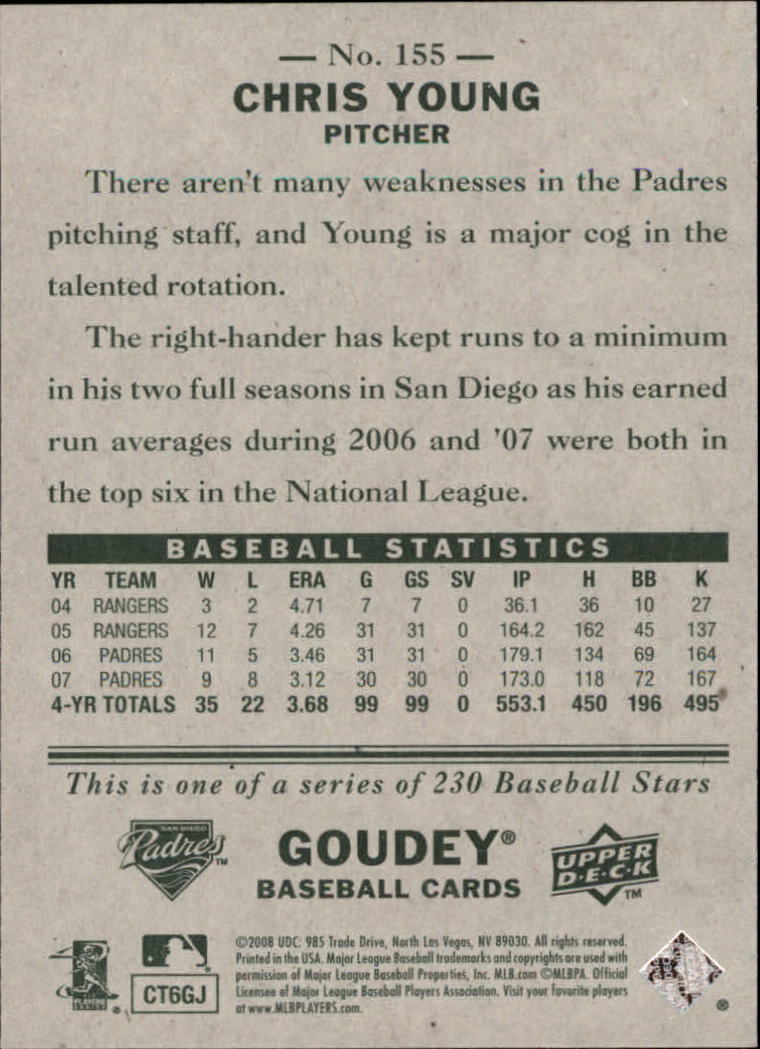 — No. 155 —
CHRIS YOUNG
PITCHER
There aren't many weaknesses in the Padres
pitching staff, and Young is a major cog in the
talented rotation.
The right-hander has kept runs to a minimum
in his two full seasons in San Diego as his earned
run averages during 2006 and '07 were both in
the top six in the National League.
BASEBALL STATISTICS
YR TEAM W L ERA G GS SV IP H BB K
04 RANGERS 3 2 4.71 7 7 0 36.1 36 10 27
05 RANGERS 12 7 4.26 31 31 0 164.2 162 45 137
06 PADRES 11 5 3.46 31 31 0 179.1 134 69 164
07 PADRES 9 8 3.12 30 30 0 173.0 118 72 167
4-YR TOTALS 35 22 3.68 99 99 0 553.1 450 196 495
This is one of a series of 230 Baseball Stars
SAN DIEGO
Padres™
GOUDEY®
BASEBALL CARDS
UPPER
DECK™
CT6GJ
©2008 UDC. 985 Trade Drive, North Las Vegas, NV 89030. All rights reserved.
Printed in the USA. Major League Baseball trademarks and copyrights are used with
permission of Major League Baseball Properties, Inc. MLB.com ©MLBPA. Official
Licensee of Major League Baseball Players Association. Visit your favorite players
at www.MLBPLAYERS.com.